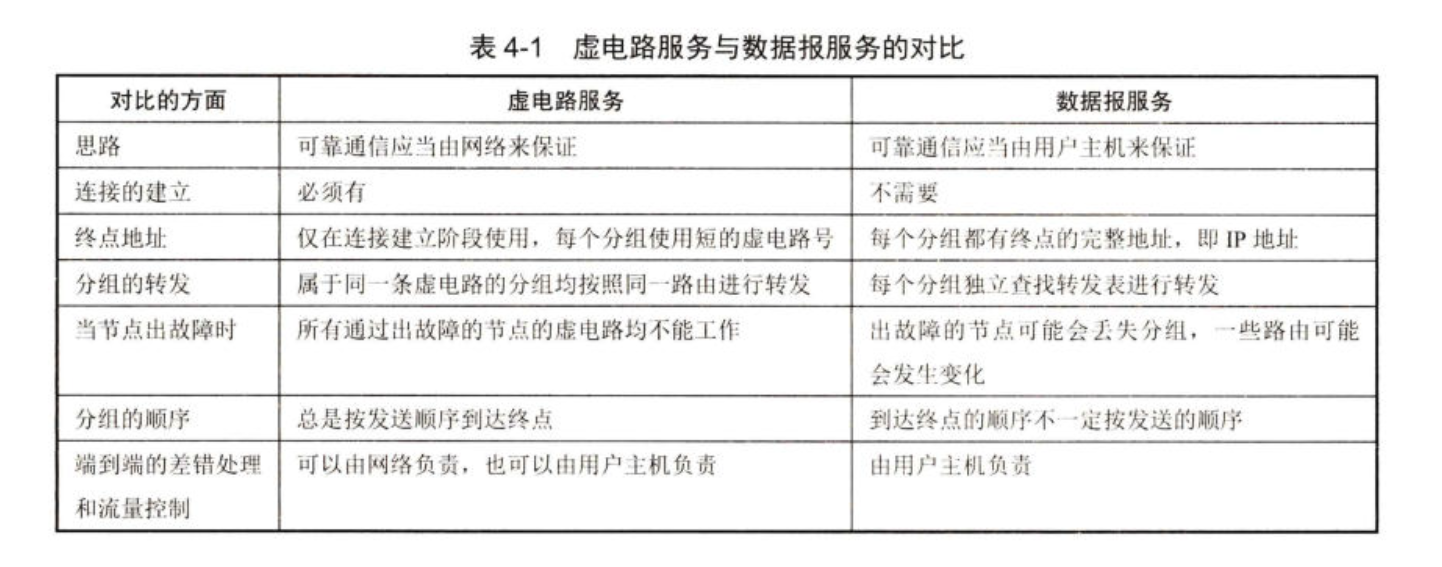 表 4-1 虚电路服务与数据报服务的对比
对比的方面 虚电路服务 数据报服务
思路 可靠通信应当由网络来保证 可靠通信应当由用户主机来保证
连接的建立 必须有 不需要
终点地址 仅在连接建立阶段使用，每个分组使用短的虚电路号 每个分组都有终点的完整地址，即 IP 地址
分组的转发 属于同一条虚电路的分组均按照同一路由进行转发 每个分组独立查找转发表进行转发
当节点出故障时 所有通过出故障的节点的虚电路均不能工作 出故障的节点可能会丢失分组，一些路由可能
会发生变化
分组的顺序 总是按发送顺序到达终点 到达终点的顺序不一定按发送的顺序
端到端的差错处理 可以由网络负责，也可以由用户主机负责 由用户主机负责
和流量控制